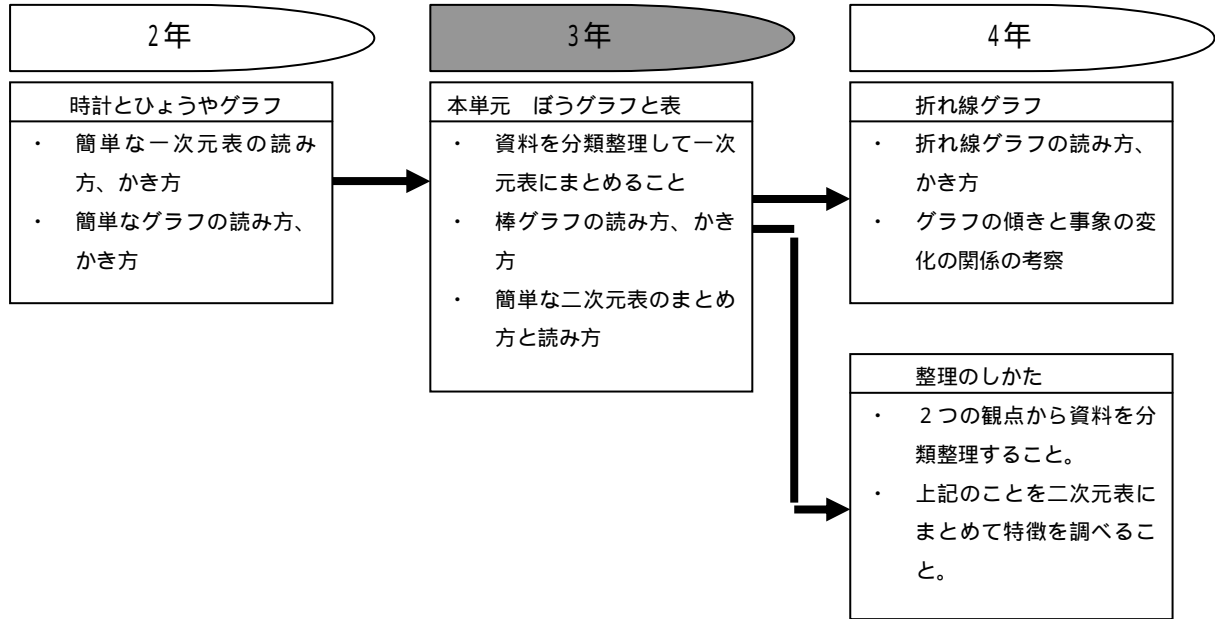 2年
時計とひょうやグラフ
・ 簡単な一次元表の読み
方、かき方
・ 簡単なグラフの読み方、
かき方
3年
本単元 ぼうグラフと表
・ 資料を分類整理して一次
元表にまとめること
・ 棒グラフの読み方、かき
方
・ 簡単な二次元表のまとめ
方と読み方
4年
折れ線グラフ
・ 折れ線グラフの読み方、
かき方
・ グラフの傾きと事象の変
化の関係の考察
整理のしかた
・ 2つの観点から資料を分
類整理すること。
・ 上記のことを二次元表に
まとめて特徴を調べるこ
と。